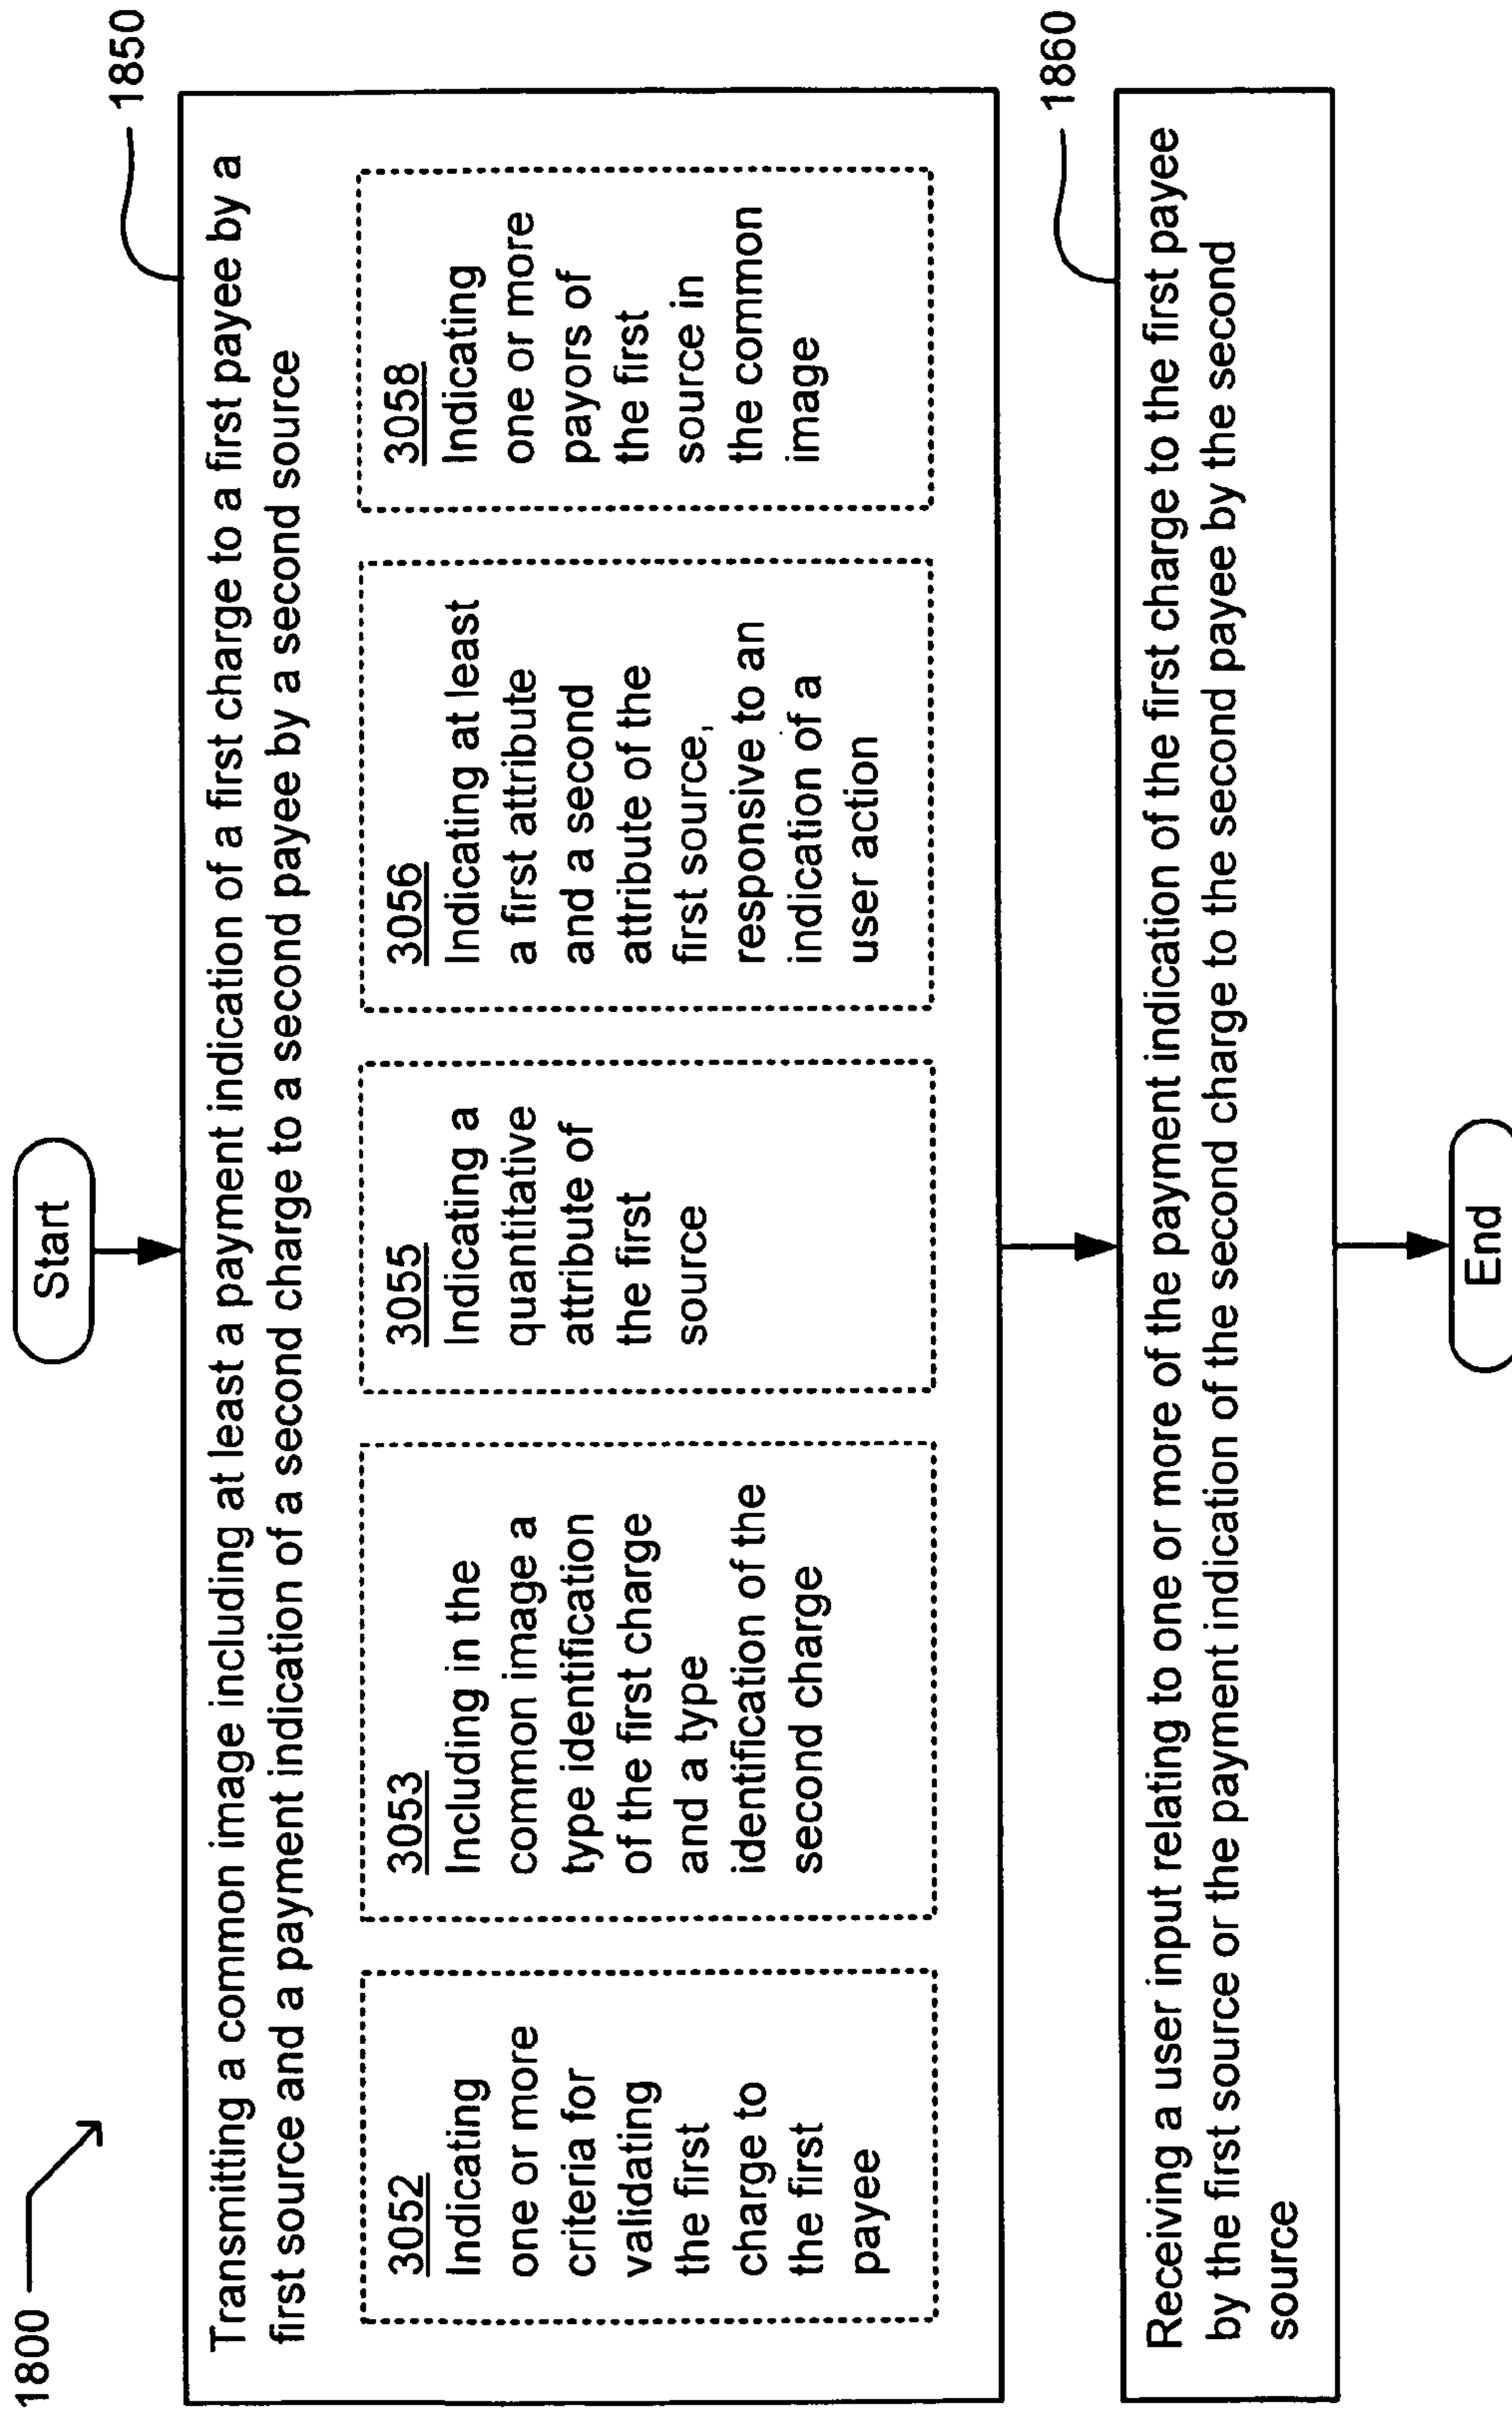 1800
Start
1850
Transmitting a common image including at least a payment indication of a first charge to a first payee by a
first source and a payment indication of a second charge to a second payee by a second source
3052
Indicating
one or more
criteria for
validating
the first
charge to
the first
payee
3053
Including in the
common image a
type identification
of the first charge
and a type
identification of the
second charge
3055
Indicating a
quantitative
attribute of
the first
source
3056
Indicating at least
a first attribute
and a second
attribute of the
first source,
responsive to an
indication of a
user action
3058
Indicating
one or more
payors of
the first
source in
the common
image
1860
Receiving a user input relating to one or more of the payment indication of the first charge to the first payee
by the first source or the payment indication of the second charge to the second payee by the second
source
End